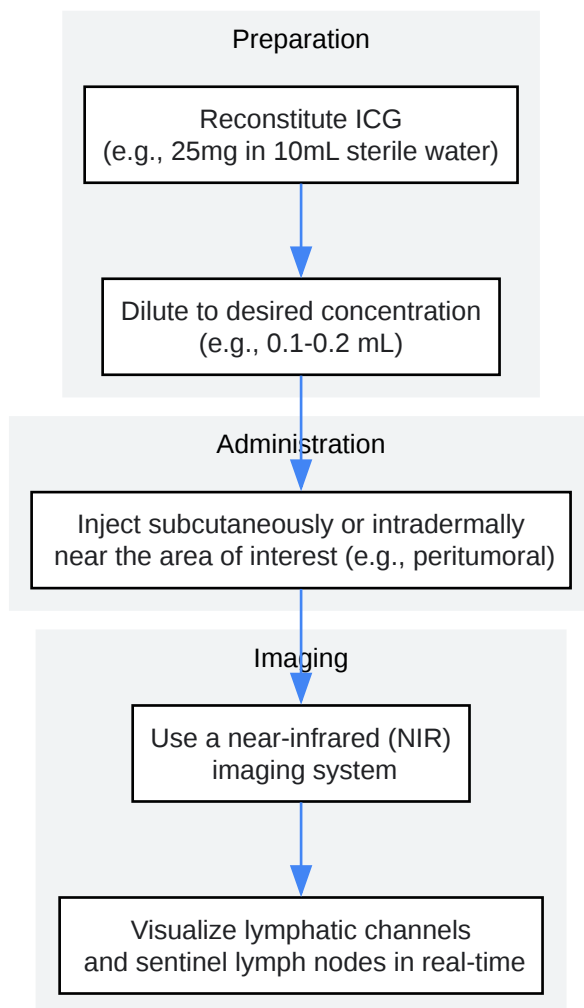 Preparation
Reconstitute ICG
(e.g., 25mg in 10mL sterile water)
Dilute to desired concentration
(e.g., 0.1-0.2 mL)
Administration
Inject subcutaneously or intradermally
near the area of interest (e.g., peritumoral)
Imaging
Use a near-infrared (NIR)
imaging system
Visualize lymphatic channels
and sentinel lymph nodes in real-time